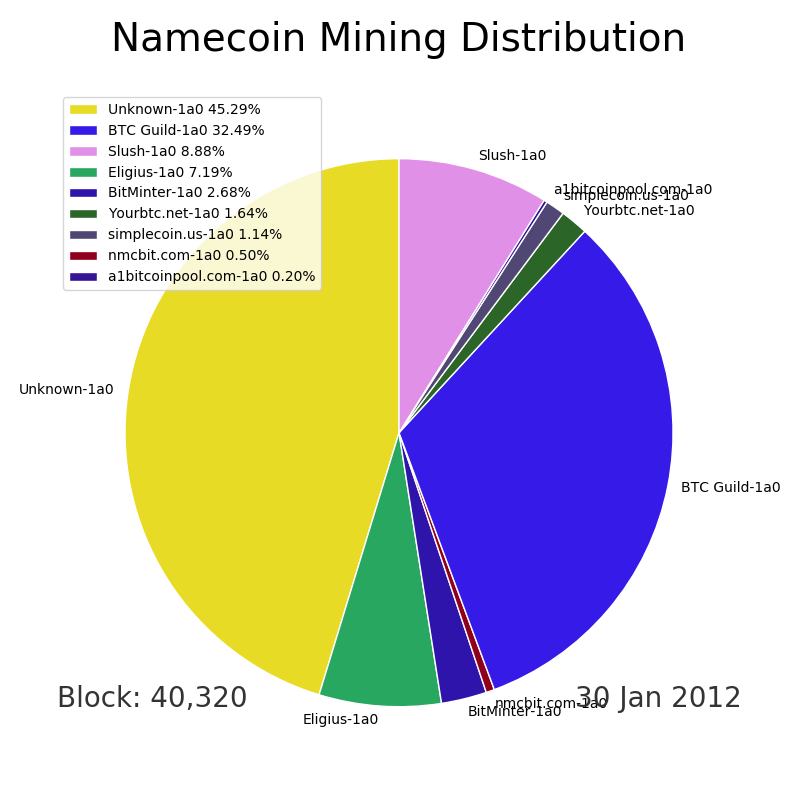 Namecoin Mining Distribution
Unknown-1a0 45.29%
BTC Guild-1a0 32.49%
Slush-1a0 8.88%
Eligius-1a0 7.19%
BitMinter-1a0 2.68%
Yourbtc.net-1a0 1.64%
simplecoin.us-1a0 1.14%
nmcbit.com-1a0 0.50%
a1bitcoinpool.com-1a0 0.20%
Slush-1a0
a1bitcoinpool.com-1a0
simplecoin.us-1a0
Yourbtc.net-1a0
Unknown-1a0
BTC Guild-1a0
Block: 40,320
30 Jan 2012
nmcbit.com-1a0
BitMinter-1a0
Eligius-1a0